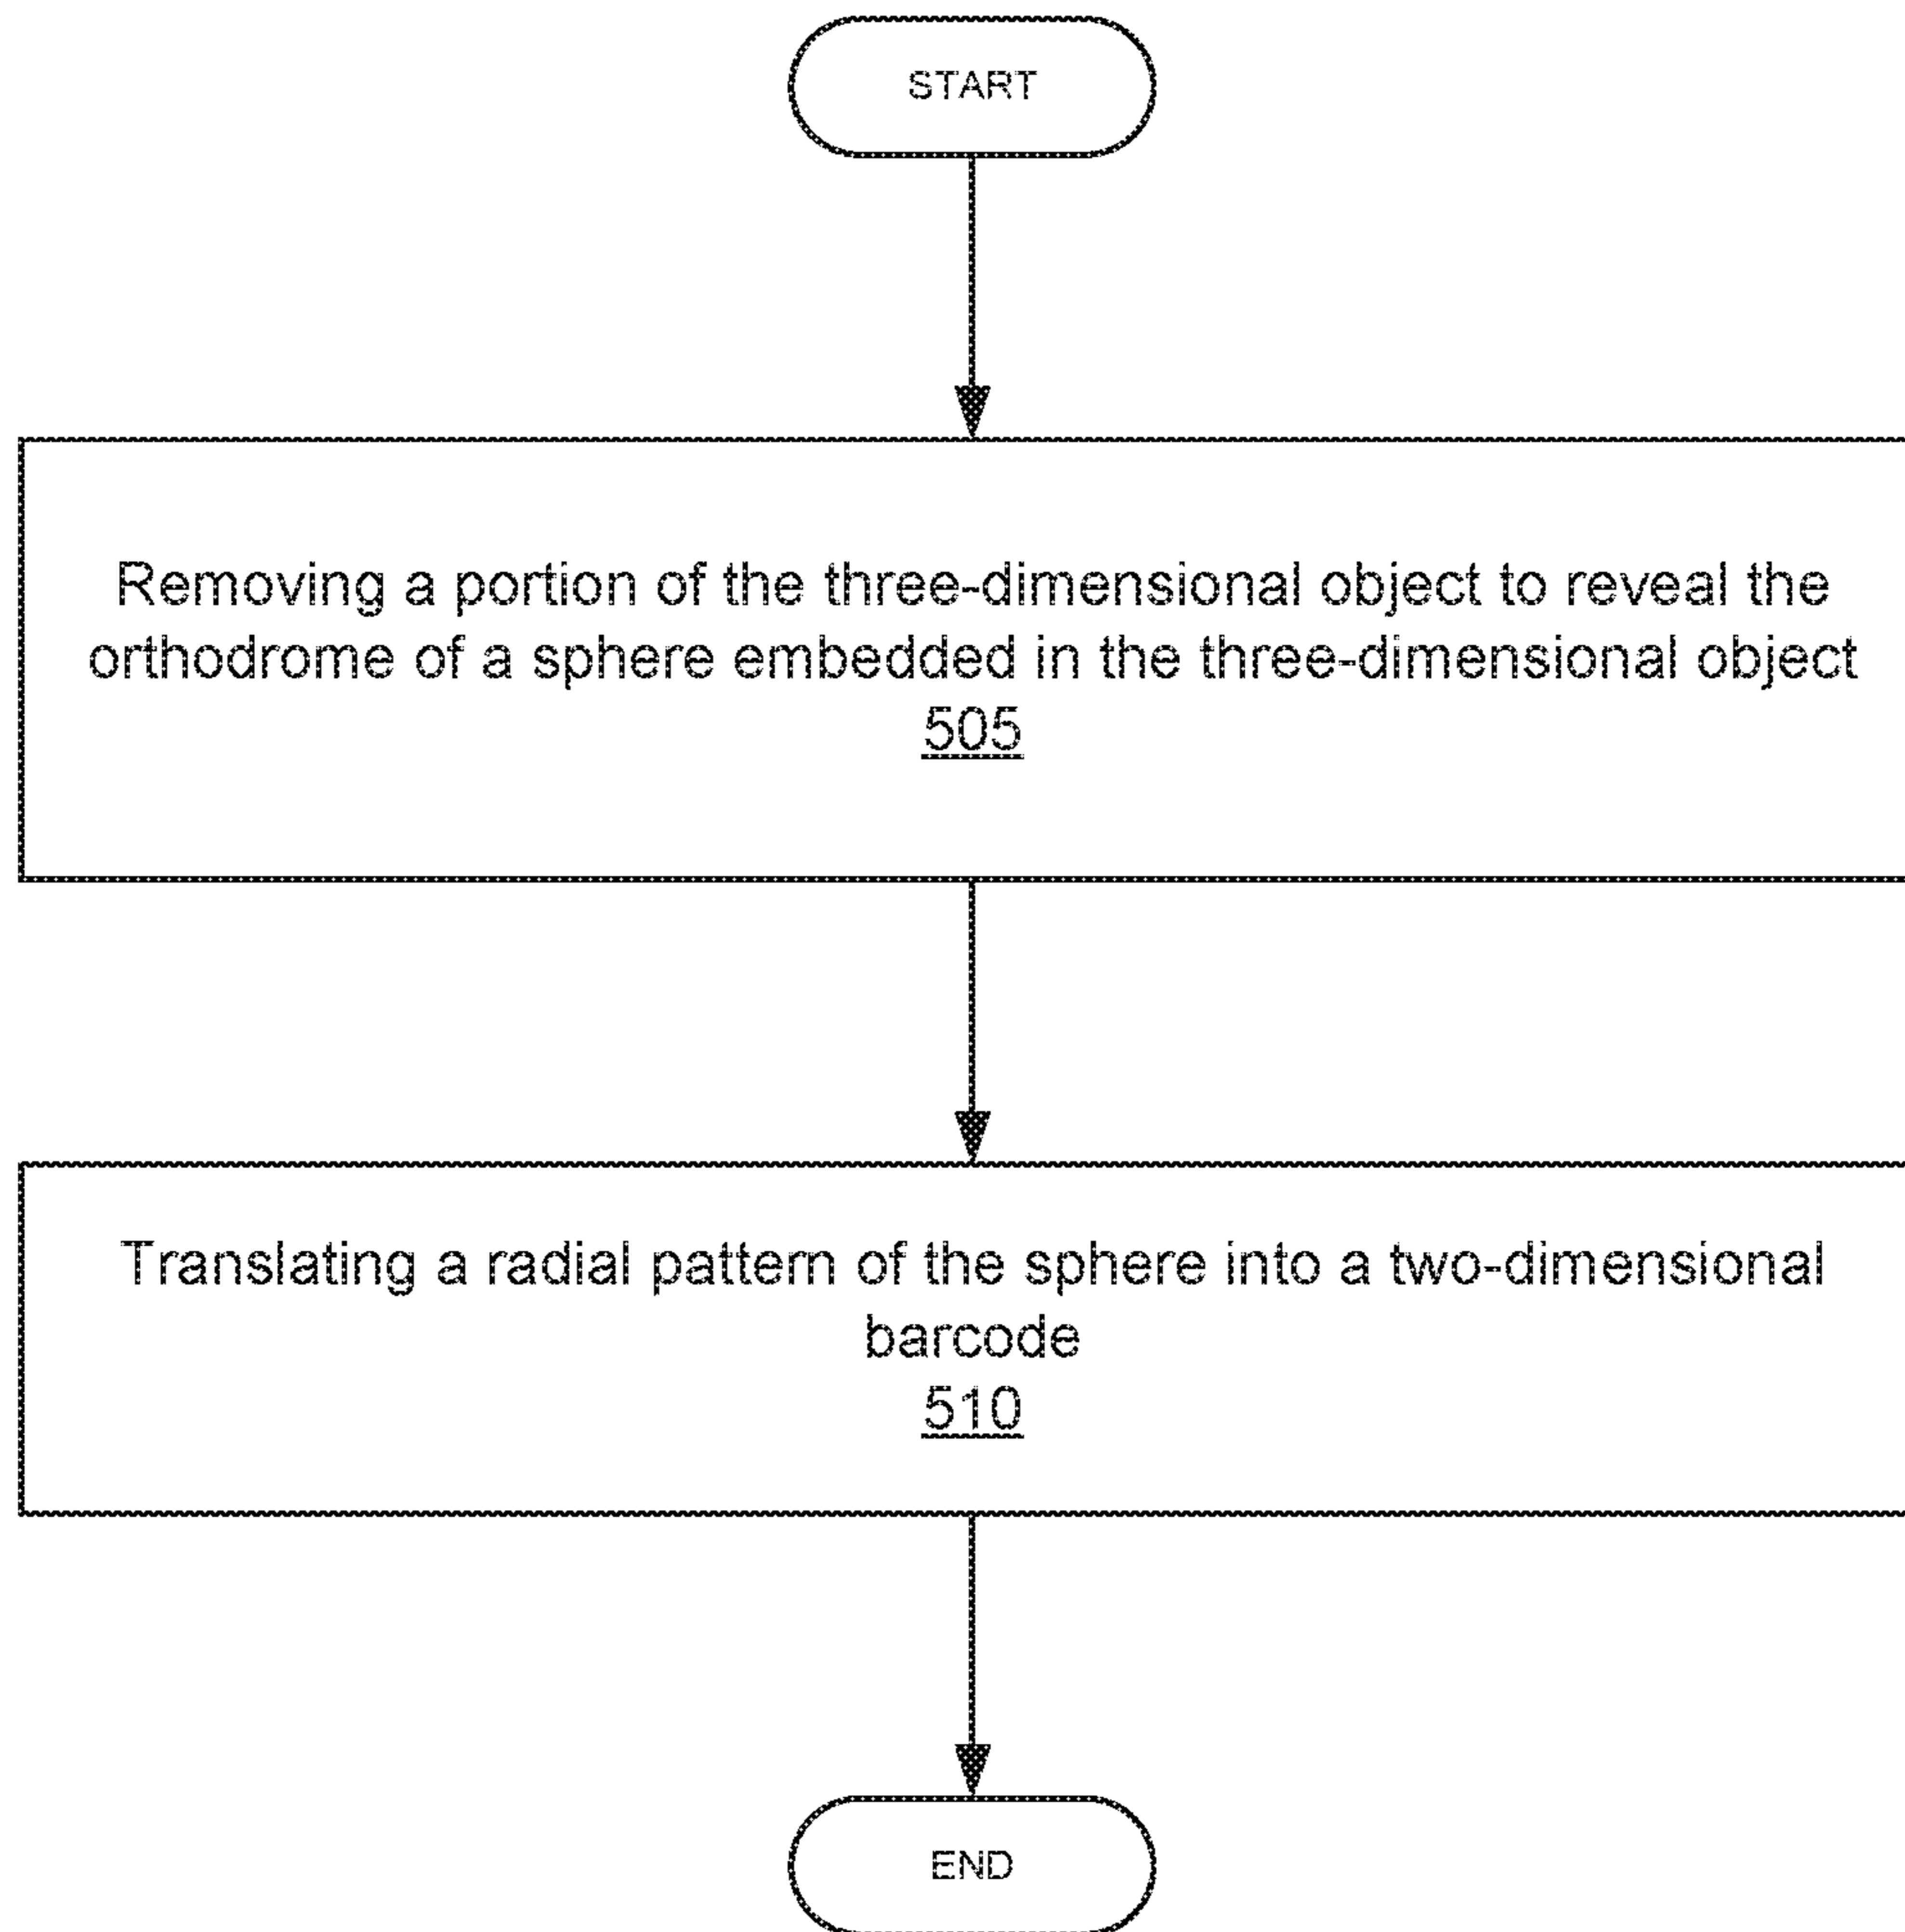 START
Removing a portion of the three-dimensional object to reveal the
orthodrome of a sphere embedded in the three-dimensional object
505
Translating a radial pattern of the sphere into a two-dimensional
barcode
510
END